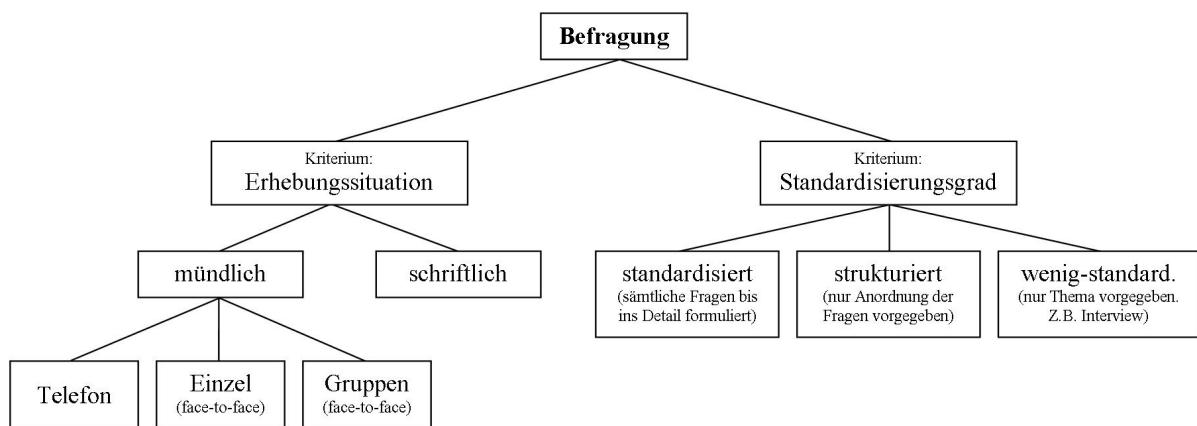 Befragung
Kriterium:
Erhebungssituation
Kriterium:
Standardisierungsgrad
mündlich
schriftlich
standardisiert
(sämtliche Fragen bis
ins Detail formuliert)
strukturiert
(nur Anordnung der
Fragen vorgegeben)
wenig-standard.
(nur Thema vorgegeben.
Z.B. Interview)
Telefon
Einzel
(face-to-face)
Gruppen
(face-to-face)